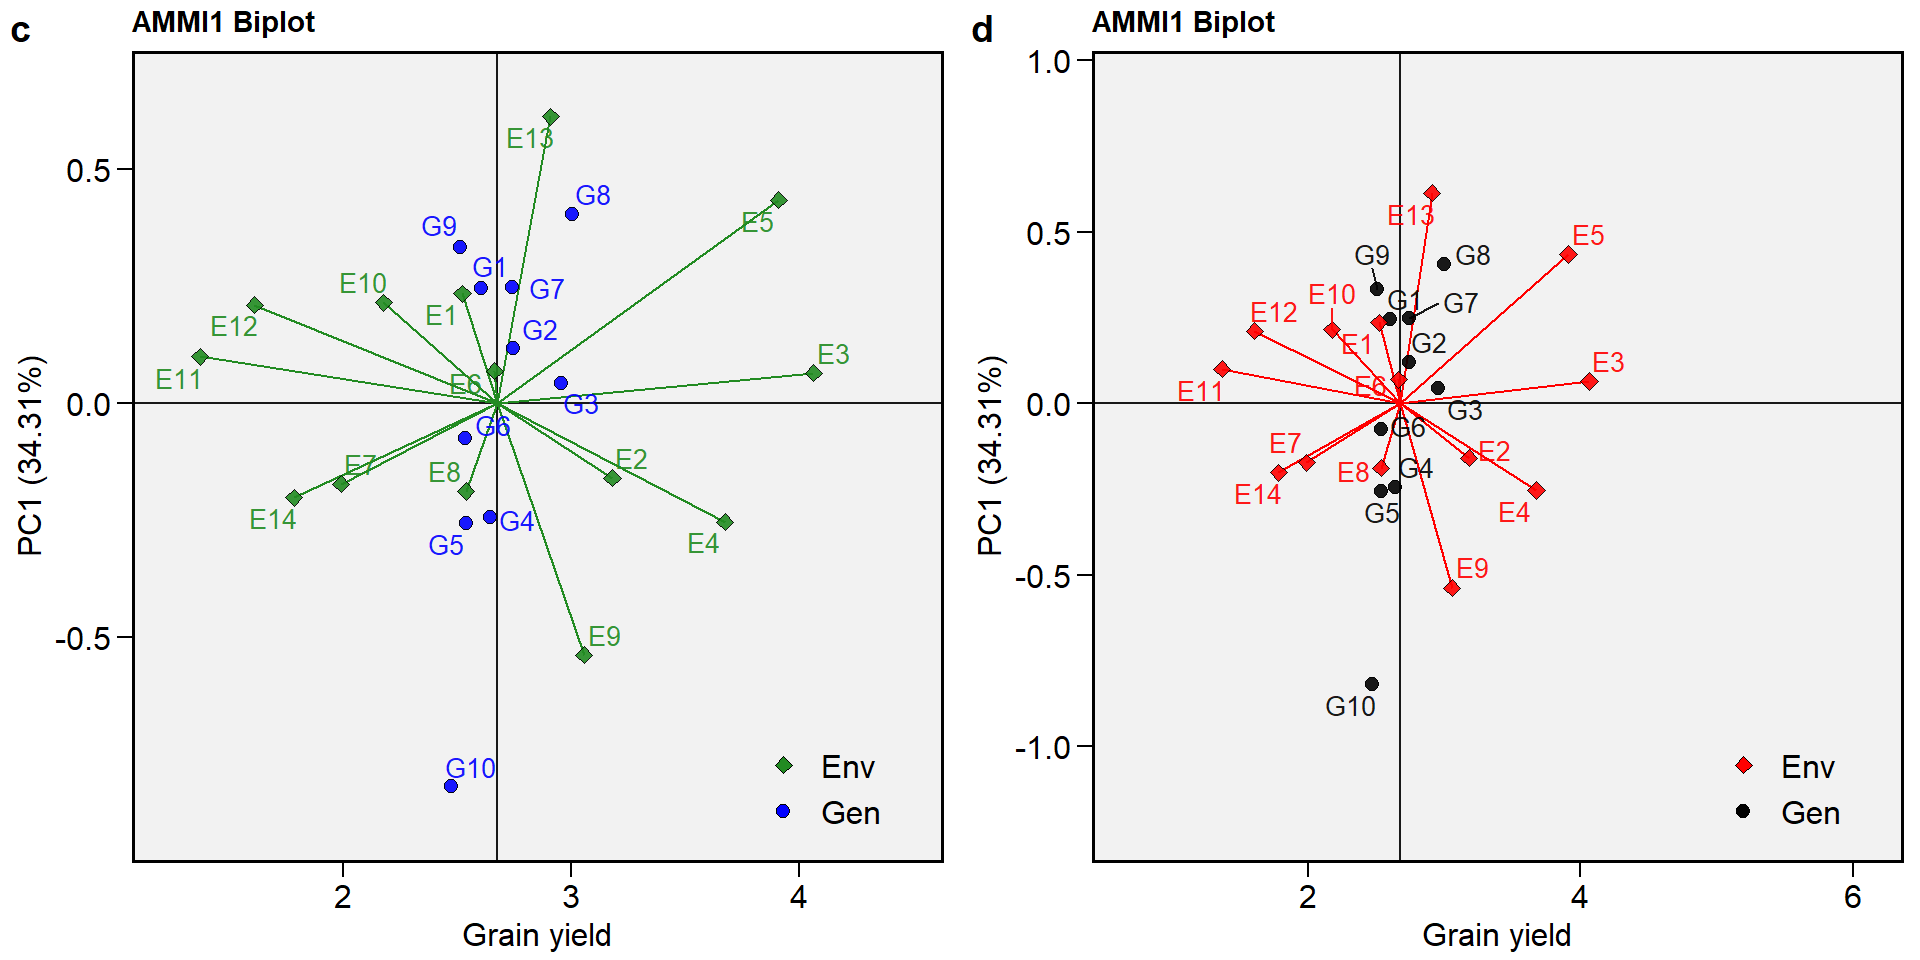 c
AMMI1 Biplot
E13
G8
G9
E5
G1
G7
E10
E1
E12
G2
E3
E11
E6
G3
G6
E7
E8
E2
E14
G5
G4
E4
E9
G10
Env
Gen
0.5
0.0
-0.5
2
3
4
PC1 (34.31%)
Grain yield
d
AMMI1 Biplot
E13
E5
G9
G8
E10
G1
G7
E12
E1
G2
E3
E11
E6
G3
G6
E7
E2
E8
G4
E14
G5
E4
E9
G10
Env
Gen
1.0
0.5
0.0
-0.5
-1.0
2
4
6
PC1 (34.31%)
Grain yield